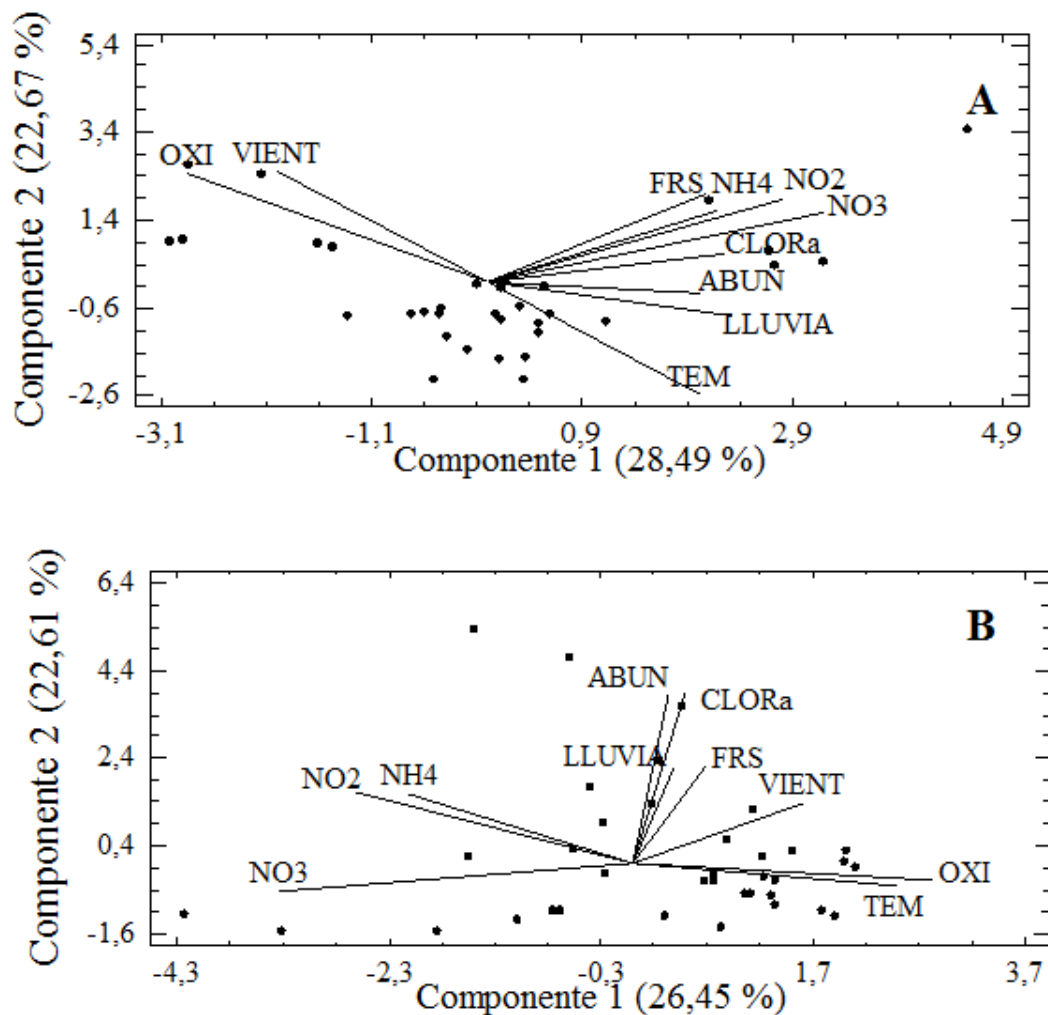 A
Componente 2 (22,67 %)
5,4
3,4
1,4
-0,6
-2,6
OXI VIENT
FRS NH4 NO2
NO3
CLORa
ABUN
LLUVIA
TEM
-3,1 -1,1 0,9 2,9 4,9
Componente 1 (28,49 %)
B
Componente 2 (22,61 %)
6,4
4,4
2,4
0,4
-1,6
ABUN
CLORa
LLUVIA FRS
NO2 NH4 VIENT
NO3 OXI
TEM
-4,3 -2,3 -0,3 1,7 3,7
Componente 1 (26,45 %)